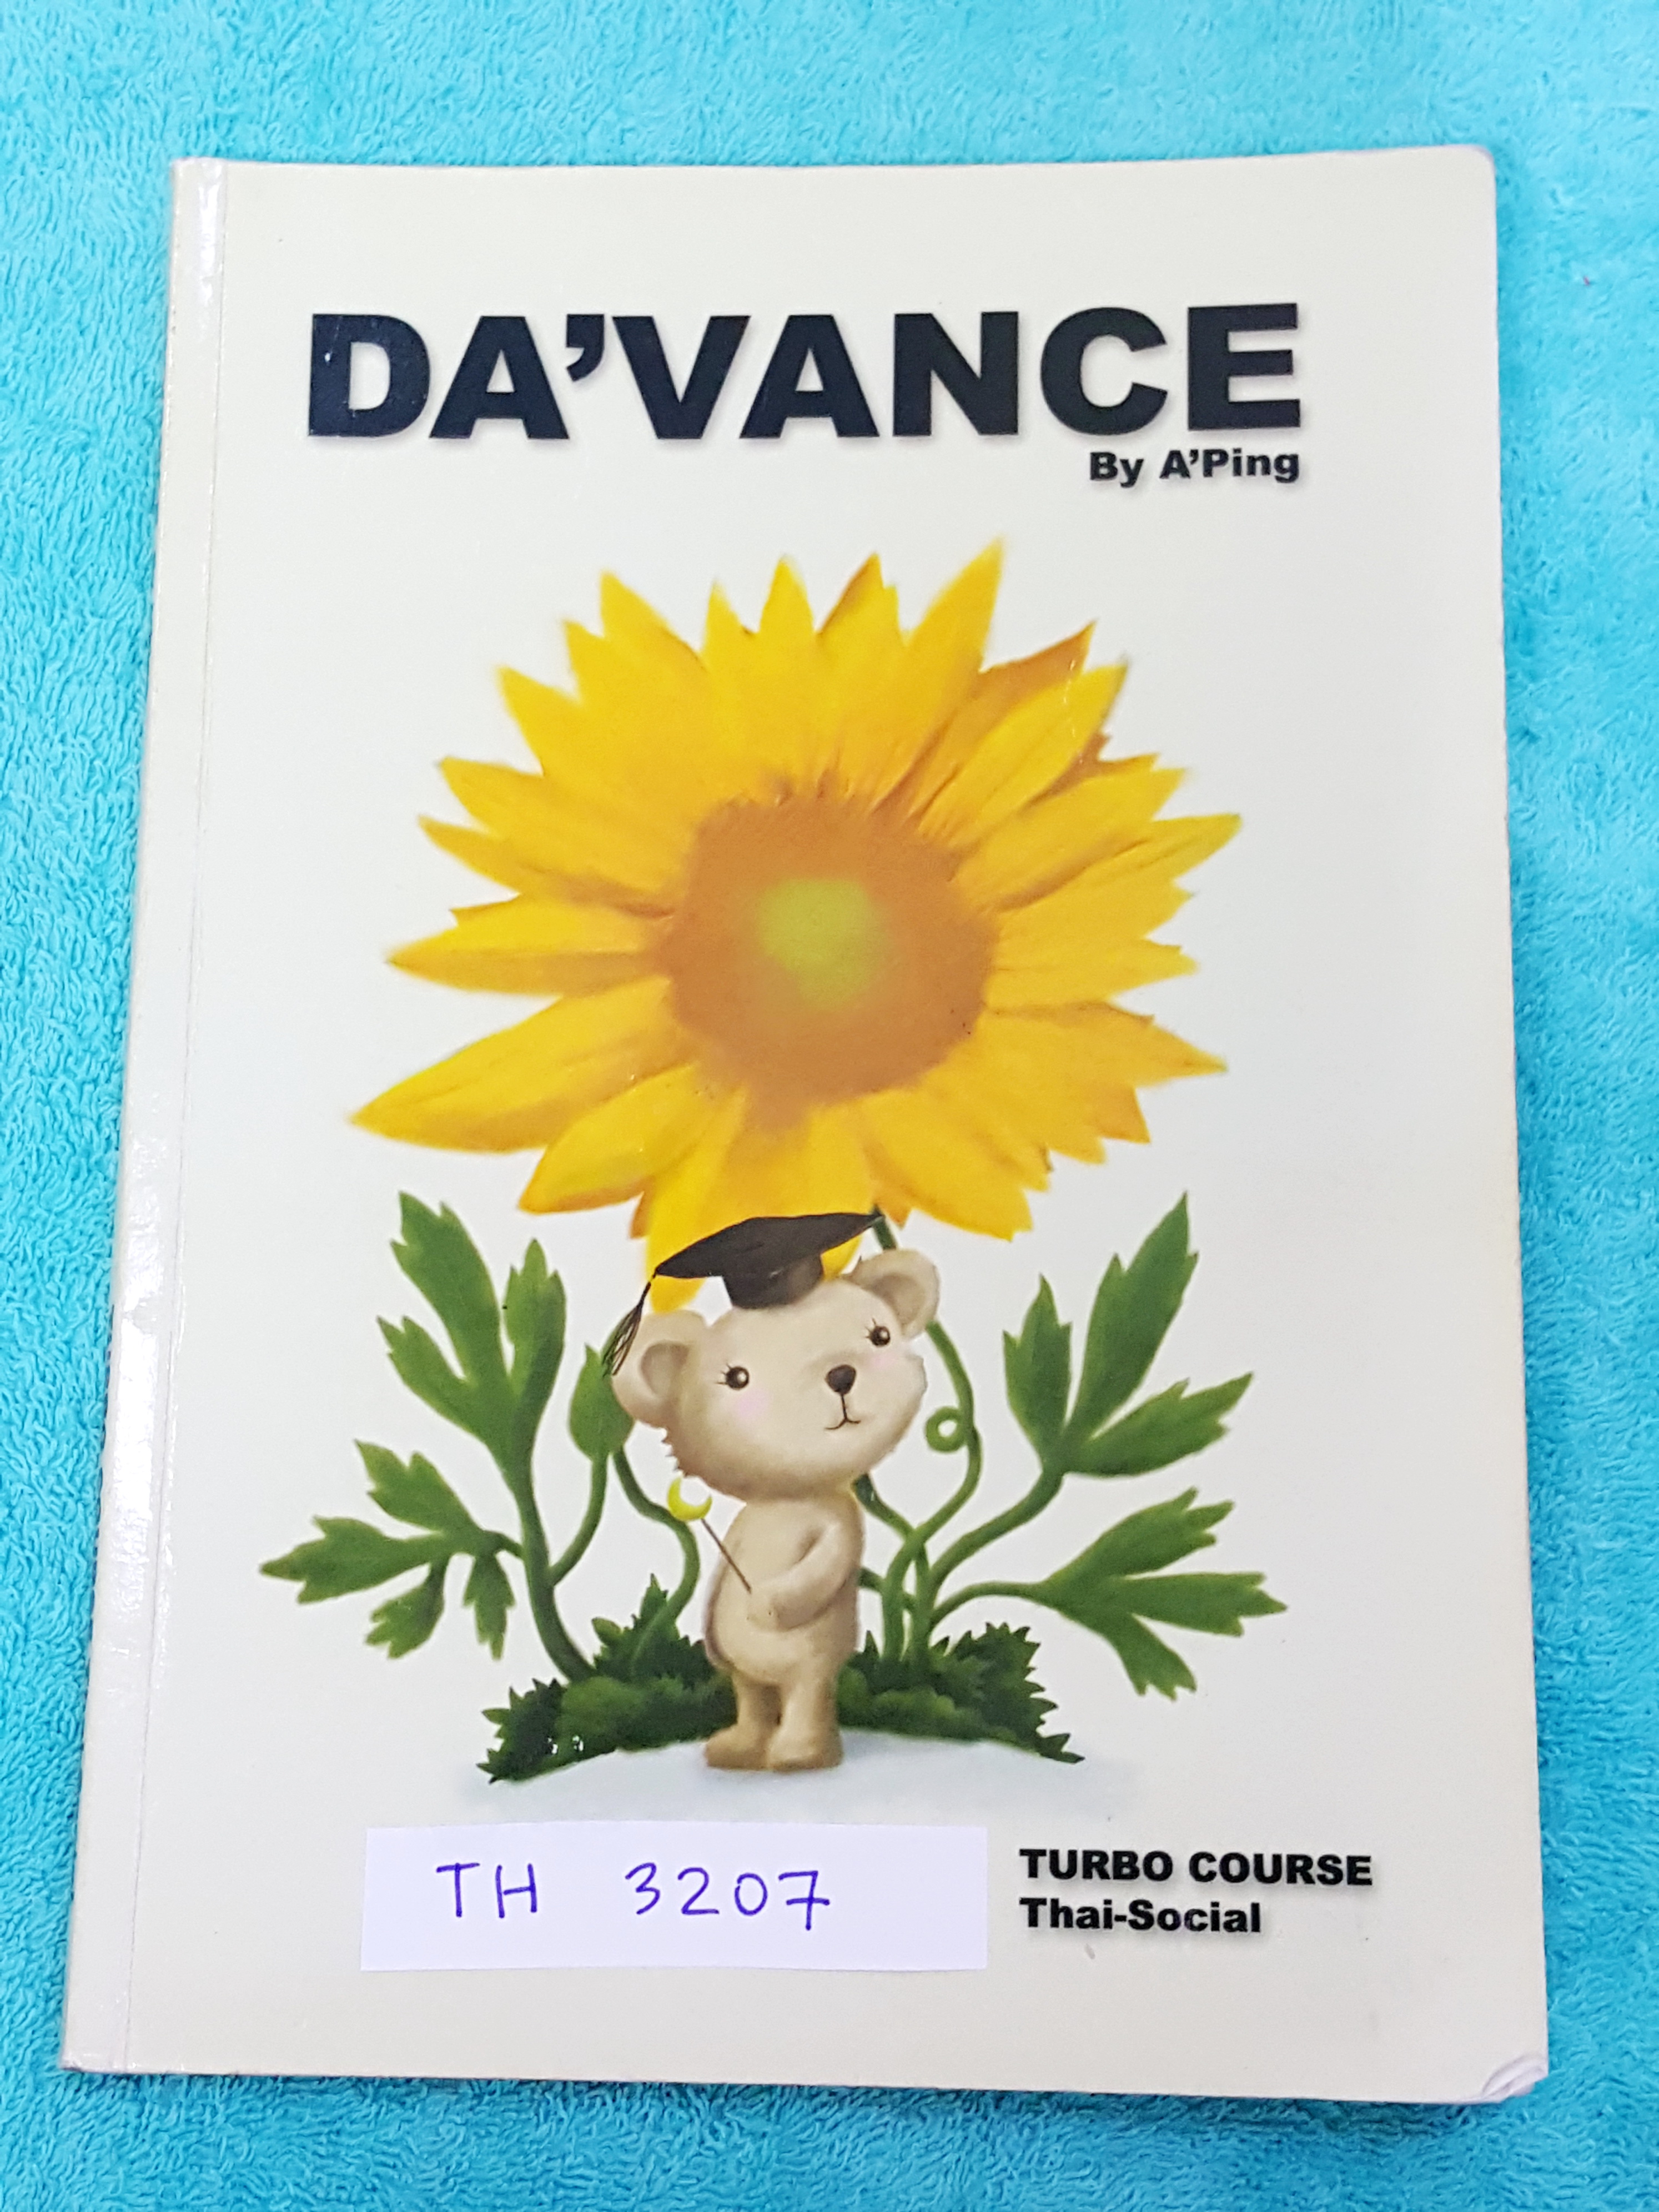 DA’VANCE
By A’Ping
TH 3207
TURBO COURSE
Thai-Social